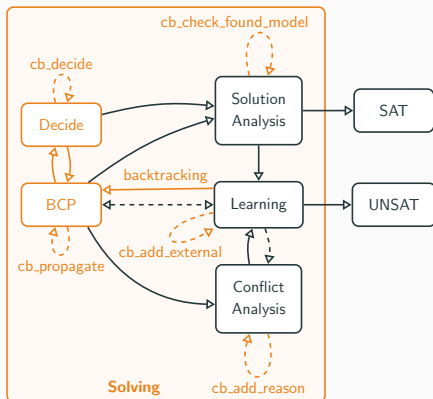 cb_check_found_model
cb_decide
Decide
Solution
Analysis
SAT
backtracking
BCP
Learning
UNSAT
cb_add_external
cb_propagate
Conflict
Analysis
Solving
cb_add_reason